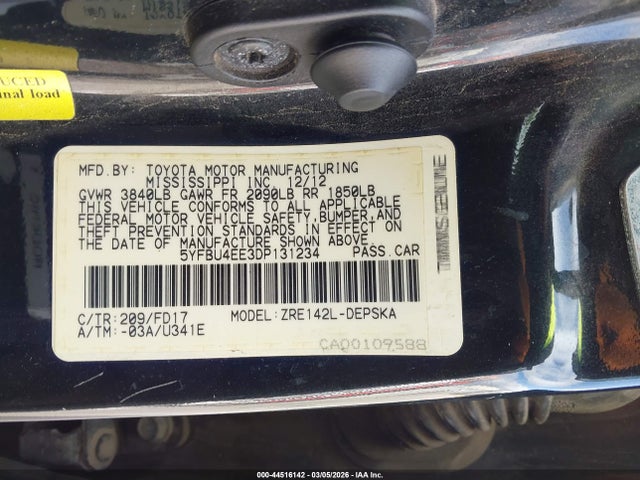 UCED
nal load
MFD.BY: TOYOTA MOTOR MANUFACTURING
MISSISSIPPI INC. 12/12
GVWR 3840LB GAWR FR 2090LB RR 1850LB
THIS VEHICLE CONFORMS TO ALL APPLICABLE
FEDERAL MOTOR VEHICLE SAFETY,BUMPER,AND
THEFT PREVENTION STANDARDS IN EFFECT ON
THE DATE OF MANUFACTURE SHOWN ABOVE.
5YFBU4EE3DP131234 PASS.CAR
C/TR:209/FD17 MODEL:ZRE142L-DEPSKA
A/TM:-03A/U341E
CA00109588
000-44516142 - 03/05/2026 - IAA Inc.